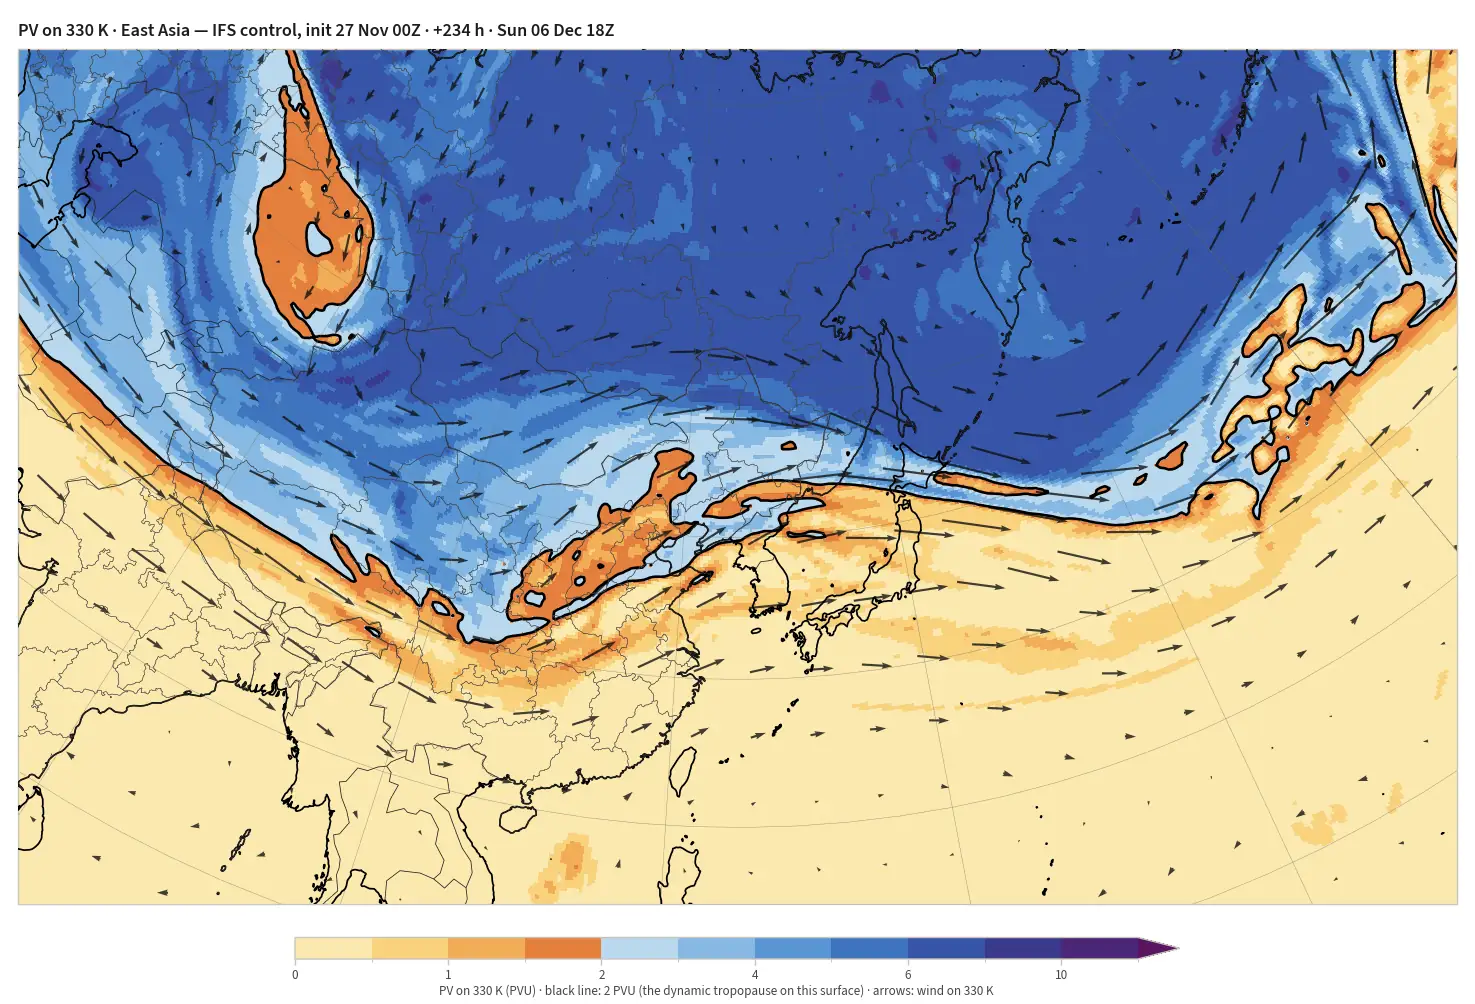 PV on 330 K · East Asia — IFS control, init 27 Nov 00Z · +234 h · Sun 06 Dec 18Z
0 1 2 4 6 10
PV on 330 K (PVU) · black line: 2 PVU (the dynamic tropopause on this surface) · arrows: wind on 330 K